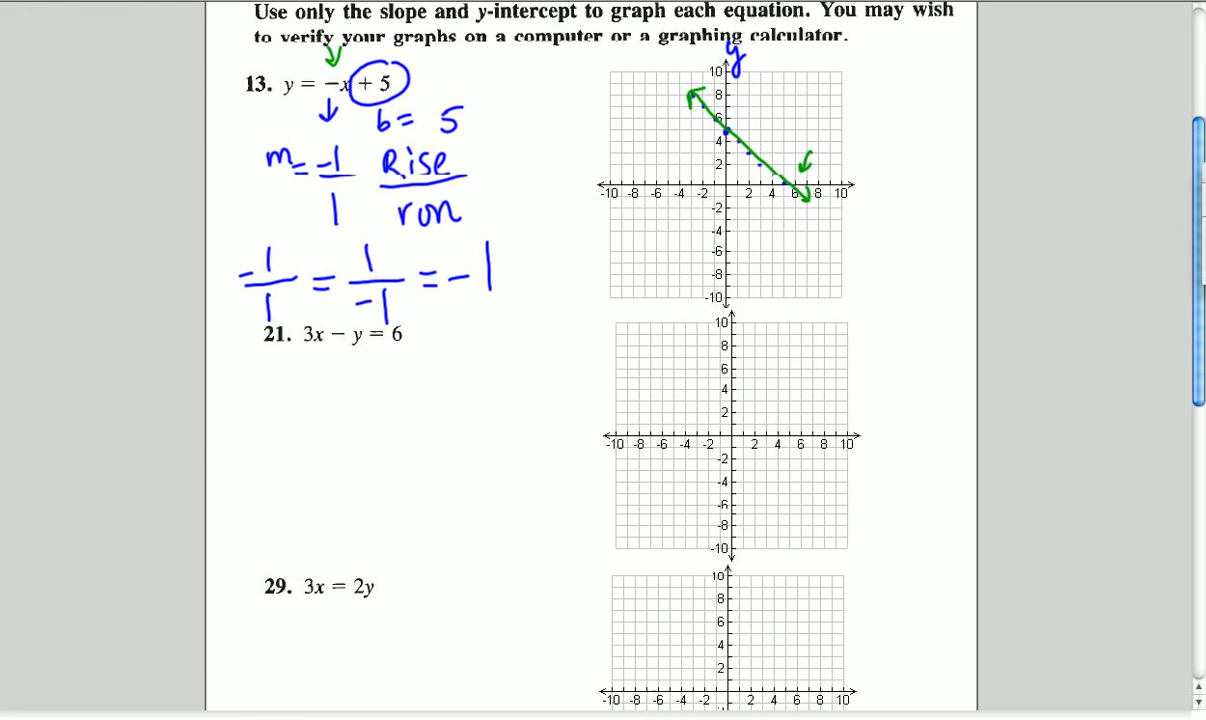 Use only the slope and y-intercept to graph each equation. You may wish
to verify your graphs on a computer or a graphing calculator.
13. y = −x + 5
b = 5
m = -1/1 Rise/run
-1/1 = 1/-1 = -1
y
10
8
6
4
2
-10 -8 -6 -4 -2 2 4 6 8 10
-2
-4
-6
-8
-10
21. 3x − y = 6
10
8
6
4
2
-10 -8 -6 -4 -2 2 4 6 8 10
-2
-4
-6
-8
-10
29. 3x = 2y
10
8
6
4
2
-10 -8 -6 -4 -2 2 4 6 8 10